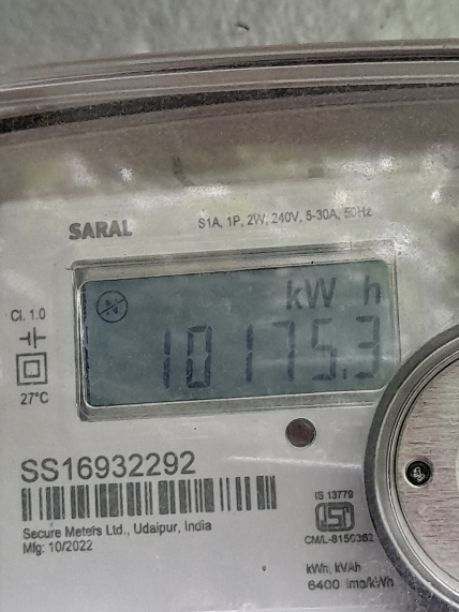 SARAL
S1A, 1P, 2W, 240V, 5-30A, 50Hz
kW h
10175.3
Cl. 1.0
27°C
SS16932292
Secure Meters Ltd., Udaipur, India
Mfg: 10/2022
IS 13779
ISI
CM/L-8150362
kWh, kVAh
6400 imp/kWh